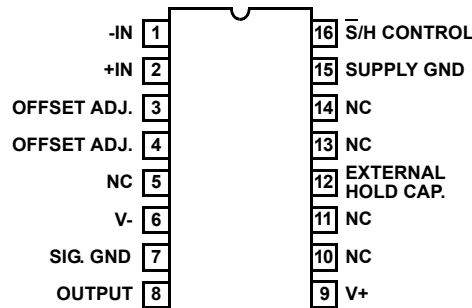 -IN 1
+IN 2
OFFSET ADJ. 3
OFFSET ADJ. 4
NC 5
V- 6
SIG. GND 7
OUTPUT 8
16 S̅/H CONTROL
15 SUPPLY GND
14 NC
13 NC
12 EXTERNAL
HOLD CAP.
11 NC
10 NC
9 V+